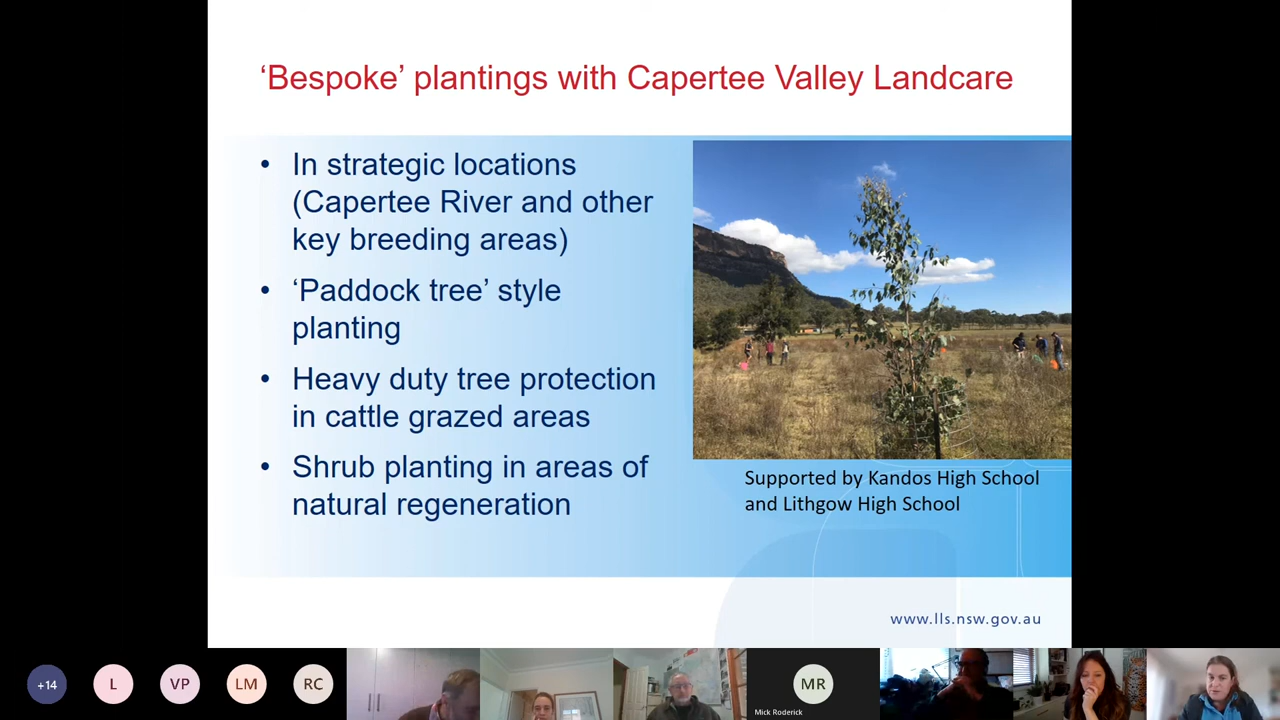 ‘Bespoke’ plantings with Capertee Valley Landcare
• In strategic locations
(Capertee River and other
key breeding areas)
• ‘Paddock tree’ style
planting
• Heavy duty tree protection
in cattle grazed areas
• Shrub planting in areas of
natural regeneration
Supported by Kandos High School
and Lithgow High School
www.lls.nsw.gov.au
+14
L
VP
LM
RC
MR
Mick Roderick